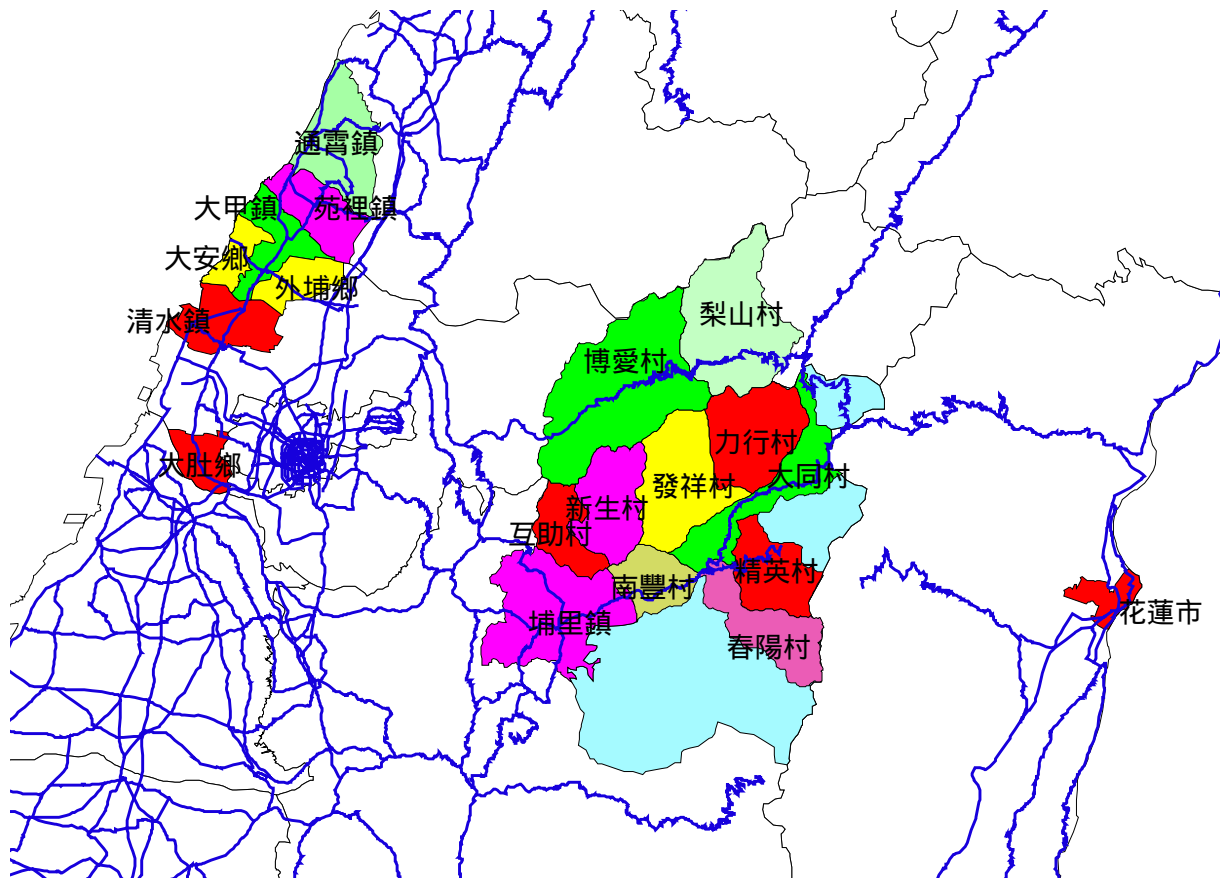 通霄鎮
大甲鎮
苑裡鎮
大安鄉
外埔鄉
清水鎮
梨山村
博愛村
力行村
大肚鄉
大同村
發祥村
新生村
互助村
精英村
南豐村
花蓮市
埔里鎮
春陽村